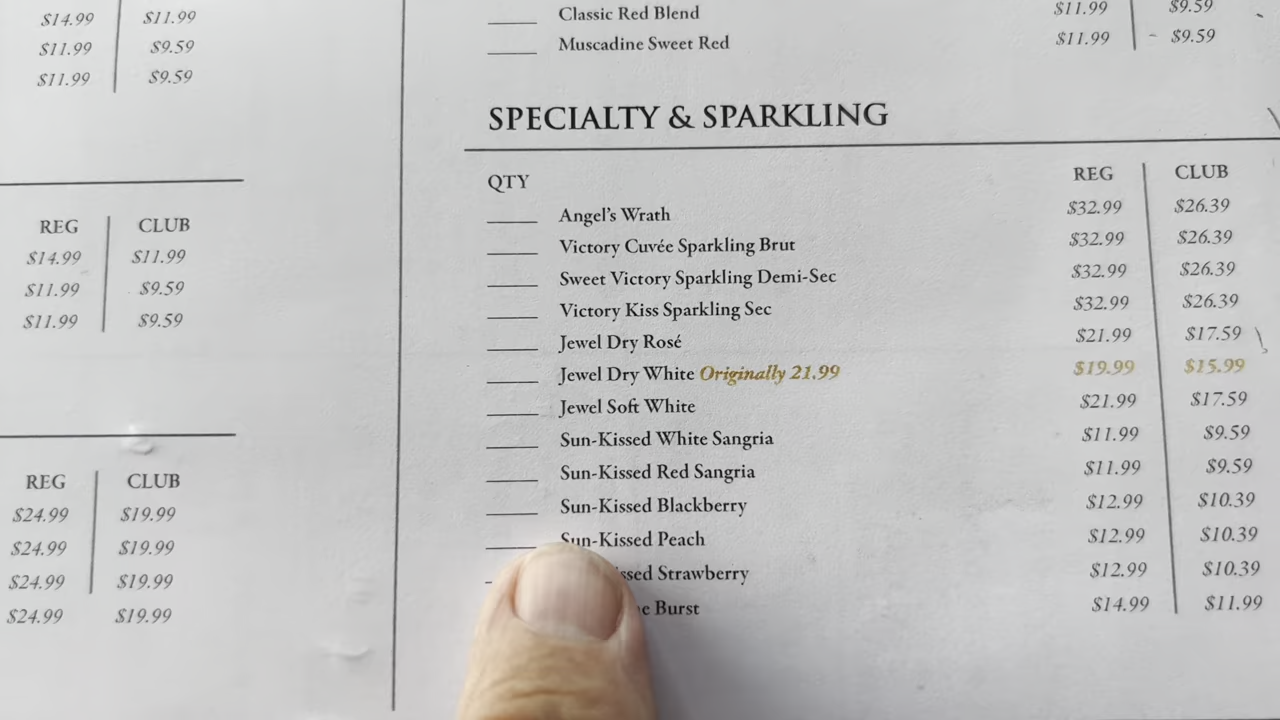 $14.99 $11.99
$11.99 $9.59
$11.99 $9.59
REG CLUB
$14.99 $11.99
$11.99 $9.59
$11.99 $9.59
REG CLUB
$24.99 $19.99
$24.99 $19.99
$24.99 $19.99
$24.99 $19.99
Classic Red Blend $11.99 $9.59
Muscadine Sweet Red $11.99 $9.59
SPECIALTY & SPARKLING
QTY REG CLUB
Angel's Wrath $32.99 $26.39
Victory Cuvée Sparkling Brut $32.99 $26.39
Sweet Victory Sparkling Demi-Sec $32.99 $26.39
Victory Kiss Sparkling Sec $32.99 $26.39
Jewel Dry Rosé $21.99 $17.59
Jewel Dry White Originally 21.99 $19.99 $15.99
Jewel Soft White $21.99 $17.59
Sun-Kissed White Sangria $11.99 $9.59
Sun-Kissed Red Sangria $11.99 $9.59
Sun-Kissed Blackberry $12.99 $10.39
Sun-Kissed Peach $12.99 $10.39
Strawberry $12.99 $10.39
Burst $14.99 $11.99